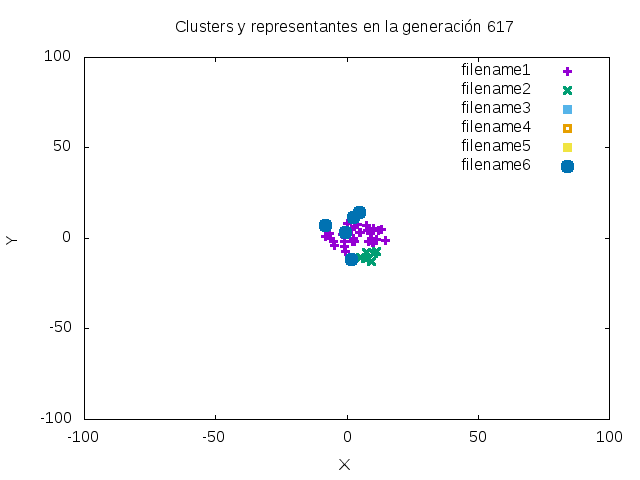 Clusters y representantes en la generación 617
100
50
0
-50
-100
-100
-50
0
50
100
Y
X
filename1
filename2
filename3
filename4
filename5
filename6